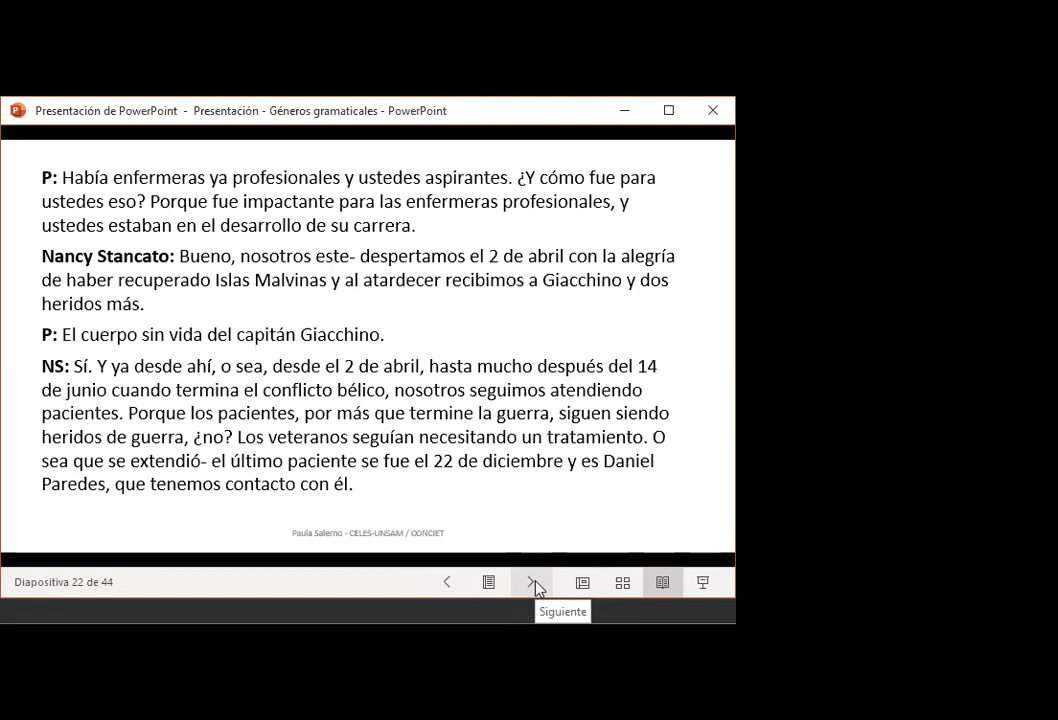 Presentación de PowerPoint - Presentación - Géneros gramaticales - PowerPoint
P: Había enfermeras ya profesionales y ustedes aspirantes. ¿Y cómo fue para
ustedes eso? Porque fue impactante para las enfermeras profesionales, y
ustedes estaban en el desarrollo de su carrera.
Nancy Stancato: Bueno, nosotros este- despertamos el 2 de abril con la alegría
de haber recuperado Islas Malvinas y al atardecer recibimos a Giacchino y dos
heridos más.
P: El cuerpo sin vida del capitán Giacchino.
NS: Sí. Y ya desde ahí, o sea, desde el 2 de abril, hasta mucho después del 14
de junio cuando termina el conflicto bélico, nosotros seguimos atendiendo
pacientes. Porque los pacientes, por más que termine la guerra, siguen siendo
heridos de guerra, ¿no? Los veteranos seguían necesitando un tratamiento. O
sea que se extendió- el último paciente se fue el 22 de diciembre y es Daniel
Paredes, que tenemos contacto con él.
Paula Salerno - CELES-UNSAM / CONCIET
Diapositiva 22 de 44
Siguiente